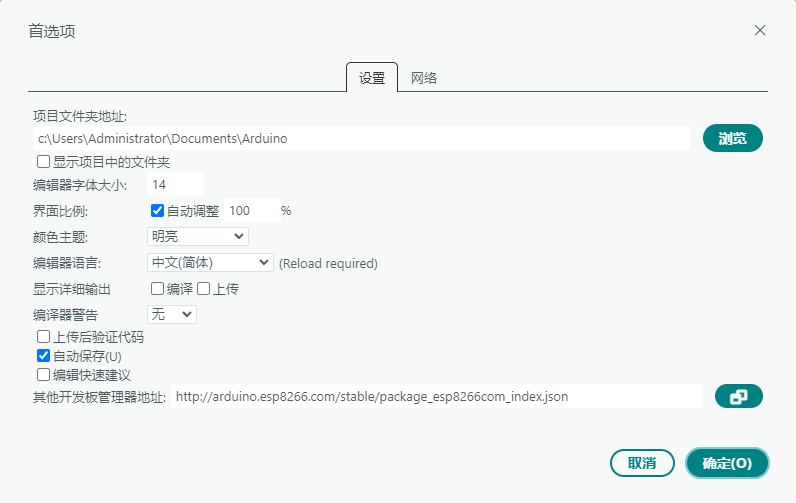 首选项
设置 网络
项目文件夹地址:
c:\Users\Administrator\Documents\Arduino 浏览
显示项目中的文件夹
编辑器字体大小: 14
界面比例: 自动调整 100 %
颜色主题: 明亮
编辑器语言: 中文(简体) (Reload required)
显示详细输出 编译 上传
编译器警告 无
上传后验证代码
自动保存(U)
编辑快速建议
其他开发板管理器地址: http://arduino.esp8266.com/stable/package_esp8266com_index.json
取消 确定(O)